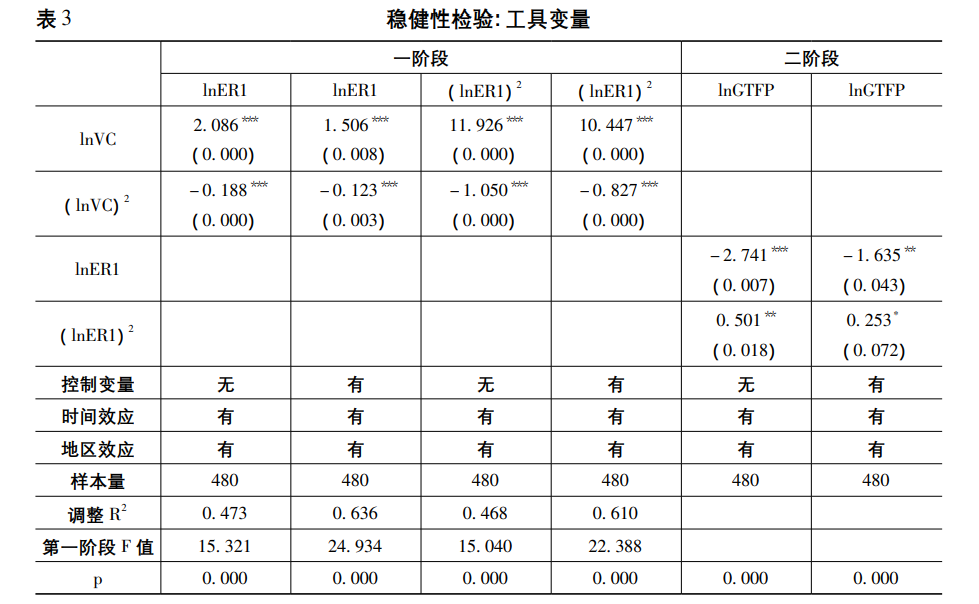 表 3 稳健性检验: 工具变量
一阶段 二阶段
lnER1 lnER1 (lnER1)² (lnER1)² lnGTFP lnGTFP
lnVC 2.086*** 1.506*** 11.926*** 10.447***
(0.000) (0.008) (0.000) (0.000)
(lnVC)² -0.188*** -0.123*** -1.050*** -0.827***
(0.000) (0.003) (0.000) (0.000)
lnER1 -2.741*** -1.635**
(0.007) (0.043)
(lnER1)² 0.501** 0.253*
(0.018) (0.072)
控制变量 无 有 无 有 无 有
时间效应 有 有 有 有 有 有
地区效应 有 有 有 有 有 有
样本量 480 480 480 480 480 480
调整 R² 0.473 0.636 0.468 0.610
第一阶段 F 值 15.321 24.934 15.040 22.388
p 0.000 0.000 0.000 0.000 0.000 0.000